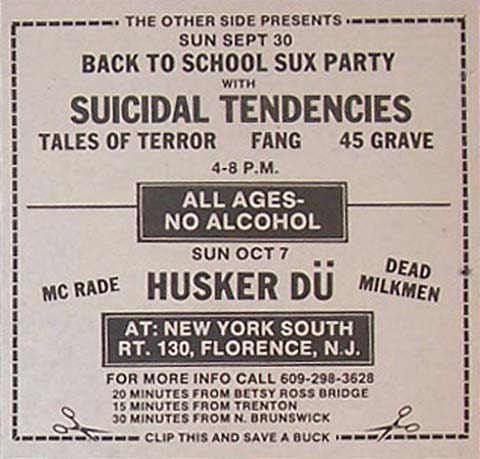 THE OTHER SIDE PRESENTS
SUN SEPT 30
BACK TO SCHOOL SUX PARTY
WITH
SUICIDAL TENDENCIES
TALES OF TERROR FANG 45 GRAVE
4-8 P.M.
ALL AGES-
NO ALCOHOL
SUN OCT 7
MC RADE HUSKER DÜ DEAD MILKMEN
AT: NEW YORK SOUTH
RT. 130, FLORENCE, N.J.
FOR MORE INFO CALL 609-298-3628
20 MINUTES FROM BETSY ROSS BRIDGE
15 MINUTES FROM TRENTON
30 MINUTES FROM N. BRUNSWICK
CLIP THIS AND SAVE A BUCK